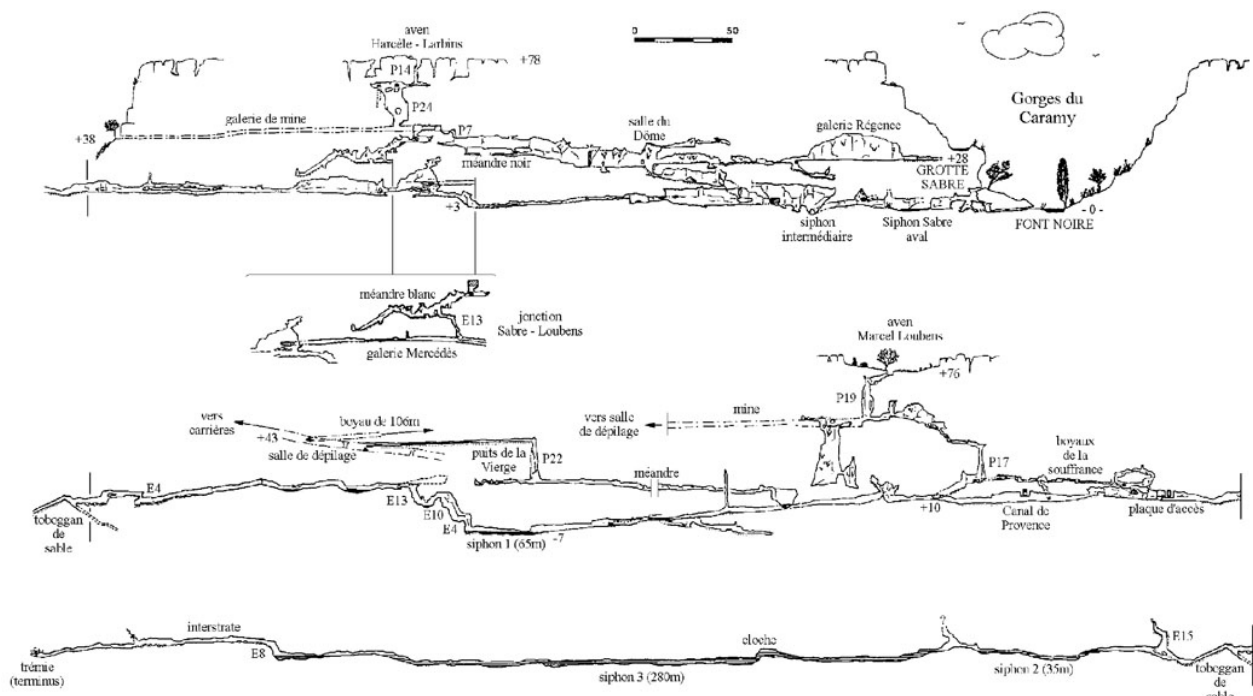 aven
Harcèle - Larbins
0 50
+78
P14
P24
Gorges du
Caramy
galerie de mine
+38
P7
salle du
Dôme
galerie Régence
méandre noir
+28
GROTTE
SABRE
+3
siphon
intermédiaire
Siphon Sabre
aval
FONT NOIRE
- 0 -
méandre blanc
E13
jonction
Sabre - Loubens
galerie Mercédès
aven
Marcel Loubens
+76
P19
vers
carrières
boyau de 106m
+43
salle de dépilage
vers salle
de dépilage
mine
puits de la
Vierge
P22
méandre
P17
boyaux
de la
souffrance
E4
E13
E10
E4
toboggan
de
sable
siphon 1 (65m)
-7
+10
Canal de
Provence
plaque d'accès
interstrate
E8
cloche
?
E15
trémie
(terminus)
siphon 3 (280m)
siphon 2 (35m)
toboggan
de
sable